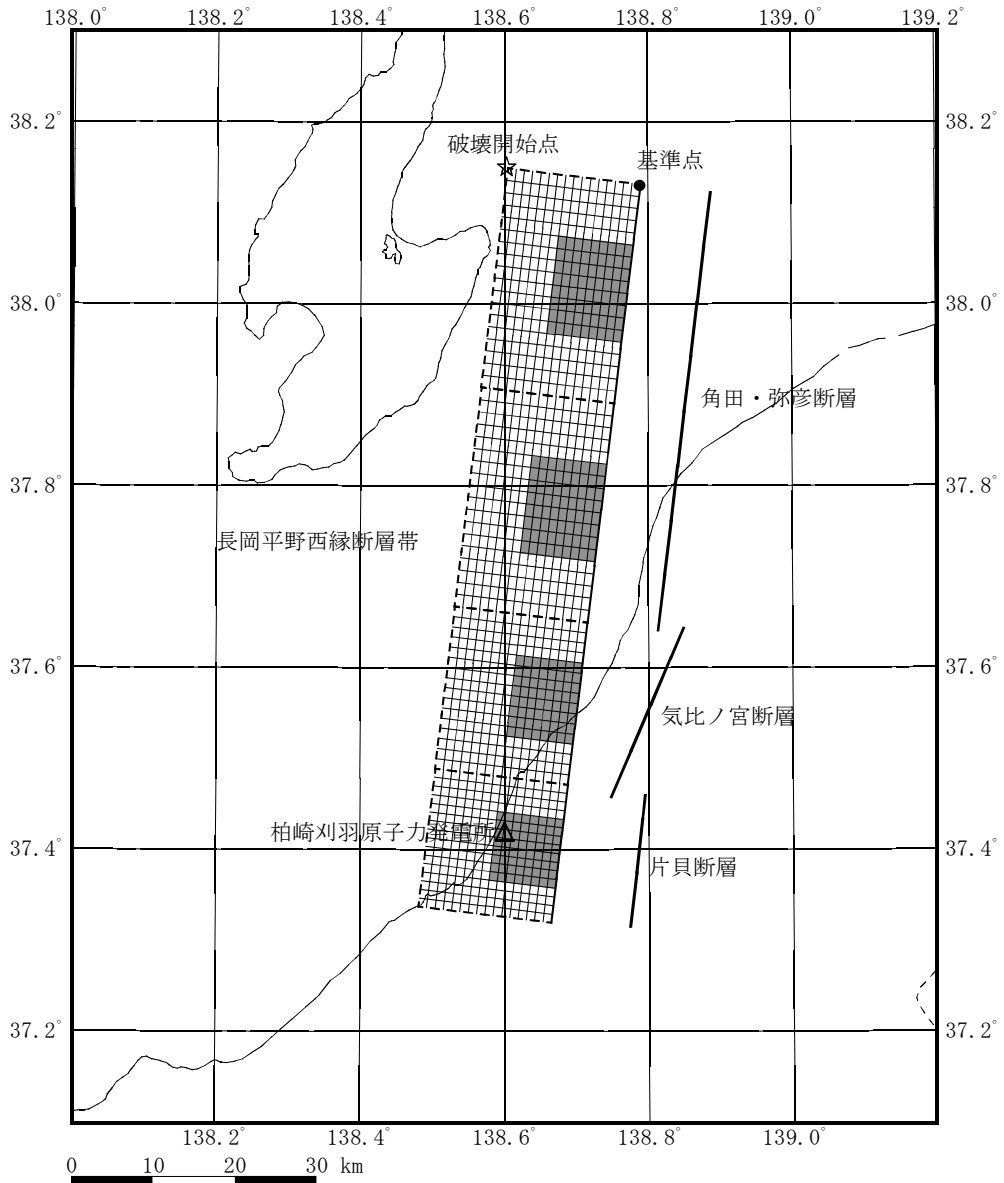 138.0° 138.2° 138.4° 138.6° 138.8° 139.0° 139.2°
38.2° 38.2°
破壊開始点
基準点
38.0° 38.0°
角田・弥彦断層
37.8° 37.8°
長岡平野西縁断層帯
37.6° 37.6°
気比ノ宮断層
柏崎刈羽原子力発電所
37.4° 37.4°
片貝断層
37.2° 37.2°
138.2° 138.4° 138.6° 138.8° 139.0°
0 10 20 30 km